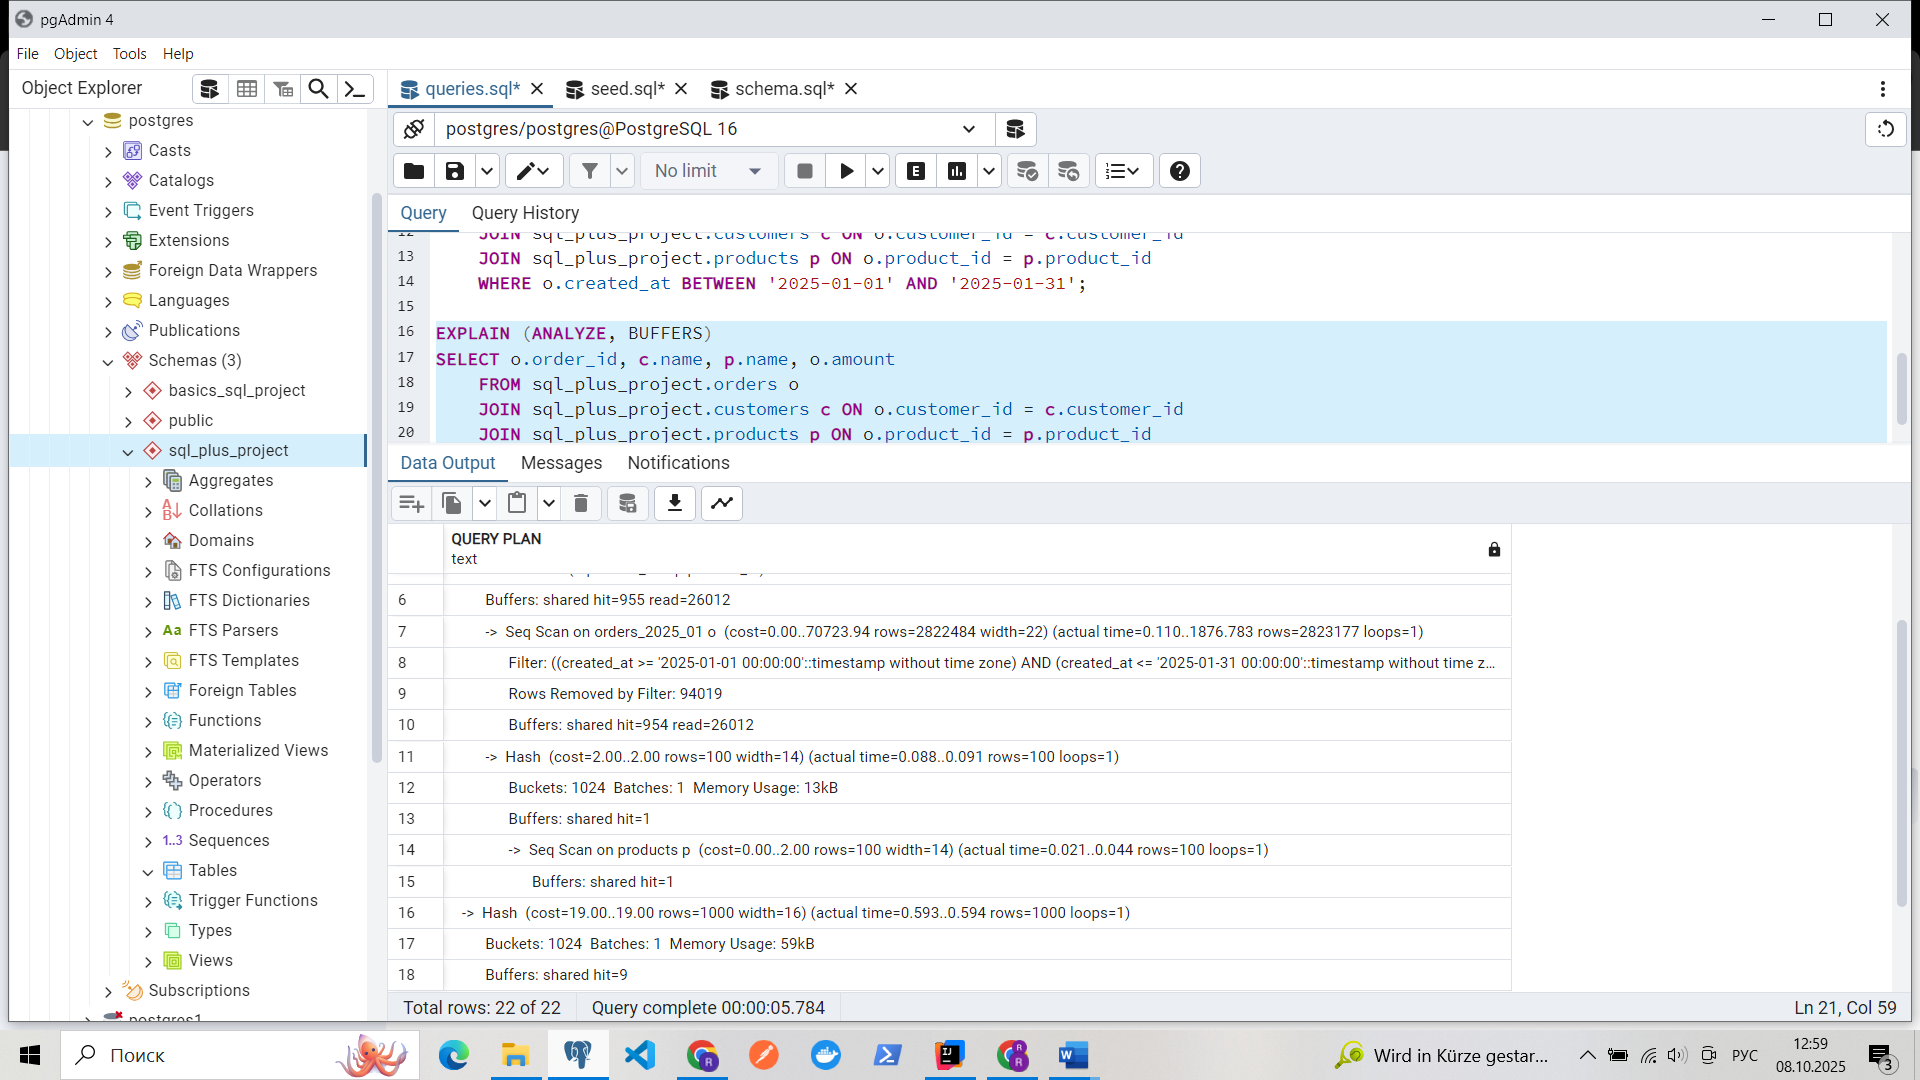 pgAdmin 4
File Object Tools Help
Object Explorer
postgres
Casts
Catalogs
Event Triggers
Extensions
Foreign Data Wrappers
Languages
Publications
Schemas (3)
basics_sql_project
public
sql_plus_project
Aggregates
Collations
Domains
FTS Configurations
FTS Dictionaries
Aa FTS Parsers
FTS Templates
Foreign Tables
Functions
Materialized Views
Operators
Procedures
1..3 Sequences
Tables
Trigger Functions
Types
Views
Subscriptions
postgres1
queries.sql* seed.sql* schema.sql*
postgres/postgres@PostgreSQL 16
No limit
Query Query History
12 JOIN sql_plus_project.customers c ON o.customer_id = c.customer_id
13 JOIN sql_plus_project.products p ON o.product_id = p.product_id
14 WHERE o.created_at BETWEEN '2025-01-01' AND '2025-01-31';
15
16 EXPLAIN (ANALYZE, BUFFERS)
17 SELECT o.order_id, c.name, p.name, o.amount
18 FROM sql_plus_project.orders o
19 JOIN sql_plus_project.customers c ON o.customer_id = c.customer_id
20 JOIN sql_plus_project.products p ON o.product_id = p.product_id
Data Output Messages Notifications
QUERY PLAN
text
6 Buffers: shared hit=955 read=26012
7 -> Seq Scan on orders_2025_01 o (cost=0.00..70723.94 rows=2822484 width=22) (actual time=0.110..1876.783 rows=2823177 loops=1)
8 Filter: ((created_at >= '2025-01-01 00:00:00'::timestamp without time zone) AND (created_at <= '2025-01-31 00:00:00'::timestamp without time z...
9 Rows Removed by Filter: 94019
10 Buffers: shared hit=954 read=26012
11 -> Hash (cost=2.00..2.00 rows=100 width=14) (actual time=0.088..0.091 rows=100 loops=1)
12 Buckets: 1024 Batches: 1 Memory Usage: 13kB
13 Buffers: shared hit=1
14 -> Seq Scan on products p (cost=0.00..2.00 rows=100 width=14) (actual time=0.021..0.044 rows=100 loops=1)
15 Buffers: shared hit=1
16 -> Hash (cost=19.00..19.00 rows=1000 width=16) (actual time=0.593..0.594 rows=1000 loops=1)
17 Buckets: 1024 Batches: 1 Memory Usage: 59kB
18 Buffers: shared hit=9
Total rows: 22 of 22 Query complete 00:00:05.784 Ln 21, Col 59
Поиск
Wird in Kürze gestar...
РУС
12:59
08.10.2025
3